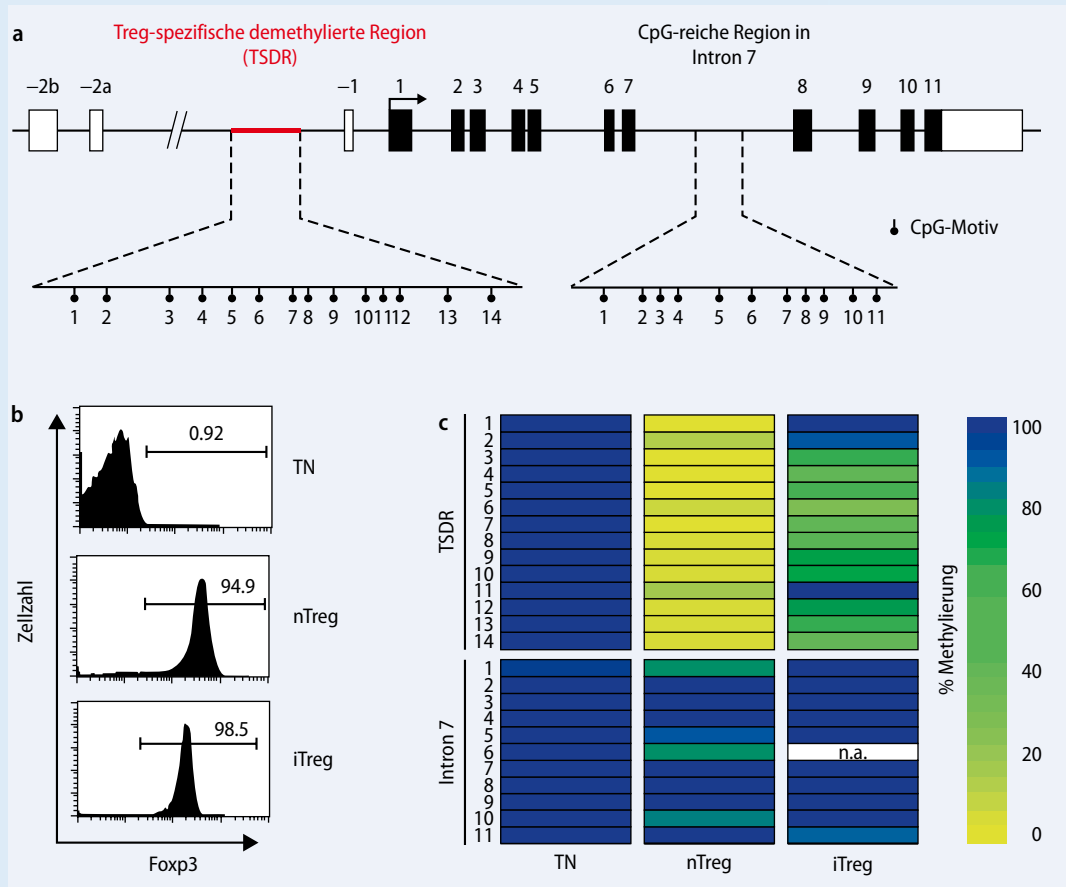 a
Treg-spezifische demethylierte Region
(TSDR)
CpG-reiche Region in
Intron 7
−2b −2a −1 1 2 3 4 5 6 7 8 9 10 11
CpG-Motiv
1 2 3 4 5 6 7 8 9 10 11 12 13 14
1 2 3 4 5 6 7 8 9 10 11
b
0.92
TN
94.9
nTreg
98.5
iTreg
Zellzahl
Foxp3
c
TSDR
1
2
3
4
5
6
7
8
9
10
11
12
13
14
Intron 7
1
2
3
4
5
6
n.a.
7
8
9
10
11
TN nTreg iTreg
% Methylierung
100
80
60
40
20
0